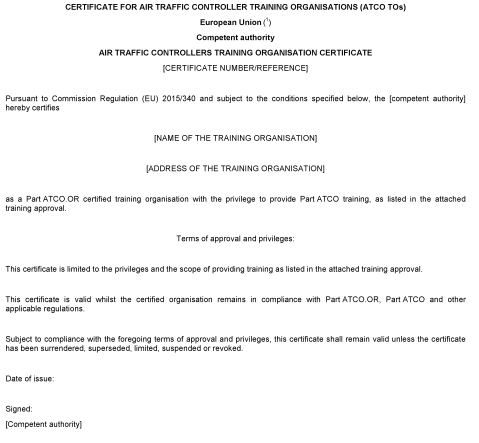 CERTIFICATE FOR AIR TRAFFIC CONTROLLER TRAINING ORGANISATIONS (ATCO TOs)
European Union (1)
Competent authority
AIR TRAFFIC CONTROLLERS TRAINING ORGANISATION CERTIFICATE
[CERTIFICATE NUMBER/REFERENCE]
Pursuant to Commission Regulation (EU) 2015/340 and subject to the conditions specified below, the [competent authority]
hereby certifies
[NAME OF THE TRAINING ORGANISATION]
[ADDRESS OF THE TRAINING ORGANISATION]
as a Part ATCO.OR certified training organisation with the privilege to provide Part ATCO training, as listed in the attached
training approval.
Terms of approval and privileges:
This certificate is limited to the privileges and the scope of providing training as listed in the attached training approval.
This certificate is valid whilst the certified organisation remains in compliance with Part ATCO.OR, Part ATCO and other
applicable regulations.
Subject to compliance with the foregoing terms of approval and privileges, this certificate shall remain valid unless the certificate
has been surrendered, superseded, limited, suspended or revoked.
Date of issue:
Signed:
[Competent authority]